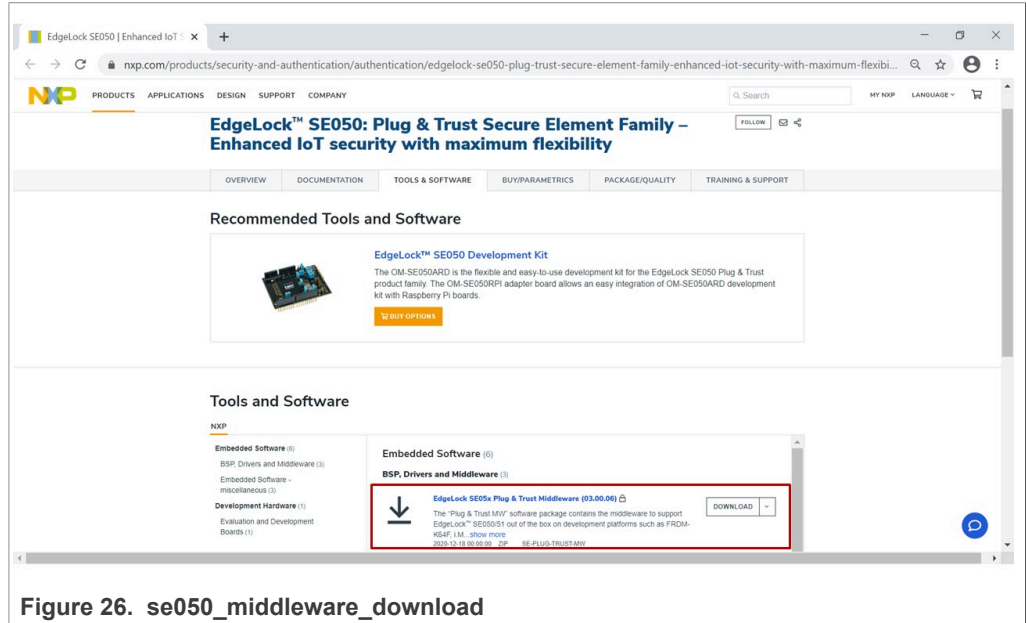 EdgeLock SE050 | Enhanced IoT S
nxp.com/products/security-and-authentication/authentication/edgelock-se050-plug-trust-secure-element-family-enhanced-iot-security-with-maximum-flexibi...
NXP PRODUCTS APPLICATIONS DESIGN SUPPORT COMPANY Search MY NXP LANGUAGE
EdgeLock™ SE050: Plug & Trust Secure Element Family –
Enhanced IoT security with maximum flexibility
FOLLOW
OVERVIEW DOCUMENTATION TOOLS & SOFTWARE BUY/PARAMETRICS PACKAGE/QUALITY TRAINING & SUPPORT
Recommended Tools and Software
EdgeLock™ SE050 Development Kit
The OM-SE050ARD is the flexible and easy-to-use development kit for the EdgeLock SE050 Plug & Trust
product family. The OM-SE050RPI adapter board allows an easy integration of OM-SE050ARD development
kit with Raspberry Pi boards.
BUY OPTIONS
Tools and Software
NXP
Embedded Software (6)
BSP, Drivers and Middleware (3)
Embedded Software -
miscellaneous (3)
Development Hardware (1)
Evaluation and Development
Boards (1)
Embedded Software (6)
BSP, Drivers and Middleware (3)
EdgeLock SE05x Plug & Trust Middleware (03.00.06)
The "Plug & Trust MW" software package contains the middleware to support
EdgeLock™ SE050/51 out of the box on development platforms such as FRDM-
K64F, i.M...show more
2020-12-18 00:00:00 ZIP SE-PLUG-TRUST-MW
DOWNLOAD
Figure 26. se050_middleware_download